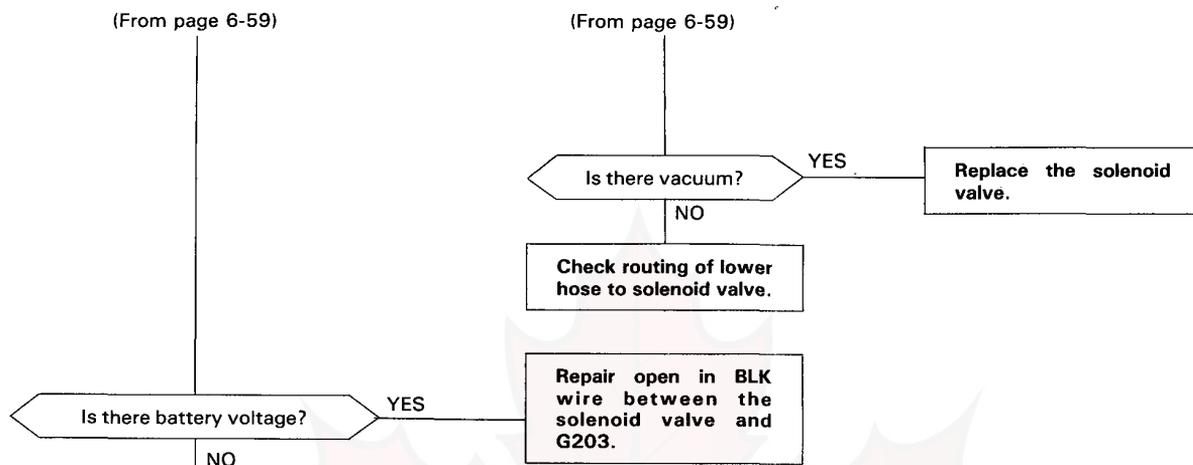 (From page 6-59)
(From page 6-59)
Is there vacuum?
YES
Replace the solenoid
valve.
NO
Check routing of lower
hose to solenoid valve.
Is there battery voltage?
YES
Repair open in BLK
wire between the
solenoid valve and
G203.
NO